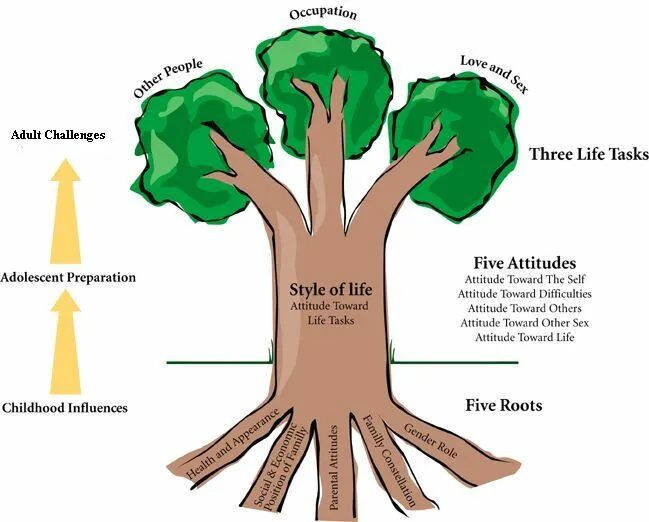 Occupation
Other People
Love and Sex
Adult Challenges
Three Life Tasks
Adolescent Preparation
Style of life
Attitude Toward
Life Tasks
Five Attitudes
Attitude Toward The Self
Attitude Toward Difficulties
Attitude Toward Others
Attitude Toward Other Sex
Attitude Toward Life
Childhood Influences
Five Roots
Health and Appearance
Social & Economic
Position of Familly
Parental Attitudes
Familly Constellation
Gender Role